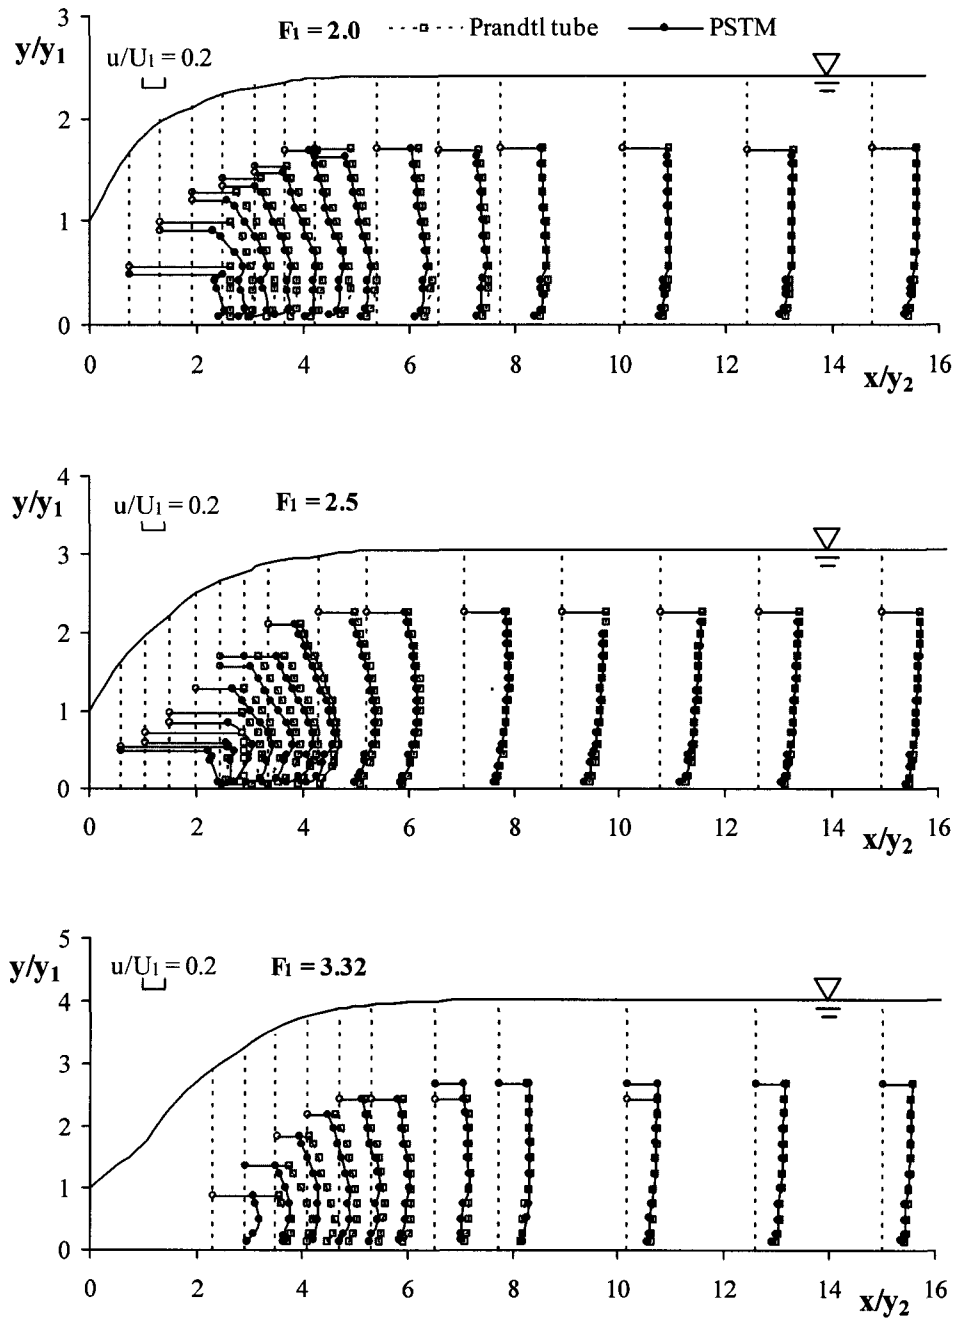 3
y/y1
F1 = 2.0
Prandtl tube
PSTM
u/U1 = 0.2
2
1
0
0 2 4 6 8 10 12 14 16
x/y2
4
y/y1
u/U1 = 0.2
F1 = 2.5
3
2
1
0
0 2 4 6 8 10 12 14 16
x/y2
5
y/y1
u/U1 = 0.2
F1 = 3.32
4
3
2
1
0
0 2 4 6 8 10 12 14 16
x/y2